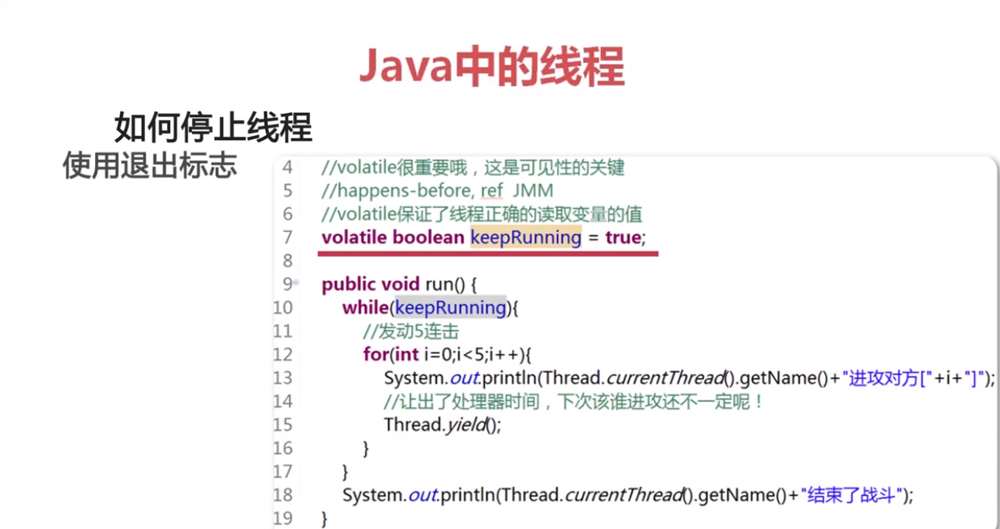 Java中的线程
如何停止线程
使用退出标志
4 //volatile很重要哦，这是可见性的关键
5 //happens-before, ref JMM
6 //volatile保证了线程正确的读取变量的值
7 volatile boolean keepRunning = true;
8
9 public void run() {
10 while(keepRunning){
11 //发动5连击
12 for(int i=0;i<5;i++){
13 System.out.println(Thread.currentThread().getName()+"进攻对方["+i+"]");
14 //让出了处理器时间，下次该谁进攻还不一定呢！
15 Thread.yield();
16 }
17 }
18 System.out.println(Thread.currentThread().getName()+"结束了战斗");
19 }